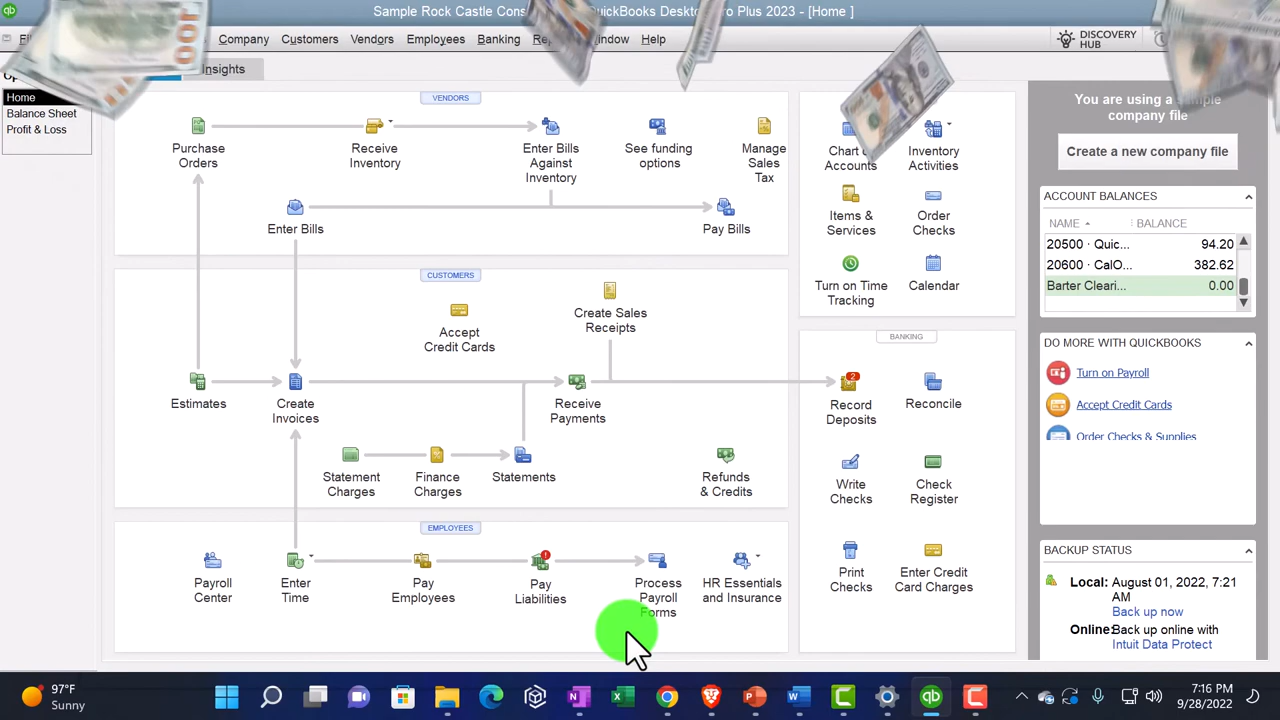 Sample Rock Castle Cons
QuickBooks Desktop
Pro Plus 2023 - [Home ]
Company Customers Vendors Employees Banking Help
DISCOVERY
HUB
Insights
Home
Balance Sheet
Profit & Loss
VENDORS
Purchase
Orders
Receive
Inventory
Enter Bills
Against
Inventory
See funding
options
Manage
Sales
Tax
Enter Bills
Pay Bills
CUSTOMERS
Accept
Credit Cards
Create Sales
Receipts
Estimates
Create
Invoices
Receive
Payments
Statement
Charges
Finance
Charges
Statements
Refunds
& Credits
EMPLOYEES
Payroll
Center
Enter
Time
Pay
Employees
Pay
Liabilities
Process
Payroll
Forms
HR Essentials
and Insurance
Chart
Accounts
Inventory
Activities
Items &
Services
Order
Checks
Turn on Time
Tracking
Calendar
BANKING
2
Record
Deposits
Reconcile
Write
Checks
Check
Register
Print
Checks
Enter Credit
Card Charges
You are using a sample
company file
Create a new company file
ACCOUNT BALANCES
NAME BALANCE
20500 · Quic... 94.20
20600 · CalO... 382.62
Barter Cleari... 0.00
DO MORE WITH QUICKBOOKS
Turn on Payroll
Accept Credit Cards
Order Checks & Supplies
BACKUP STATUS
Local: August 01, 2022, 7:21
AM
Back up now
Online: Back up online with
Intuit Data Protect
97°F
Sunny
7:16 PM
9/28/2022